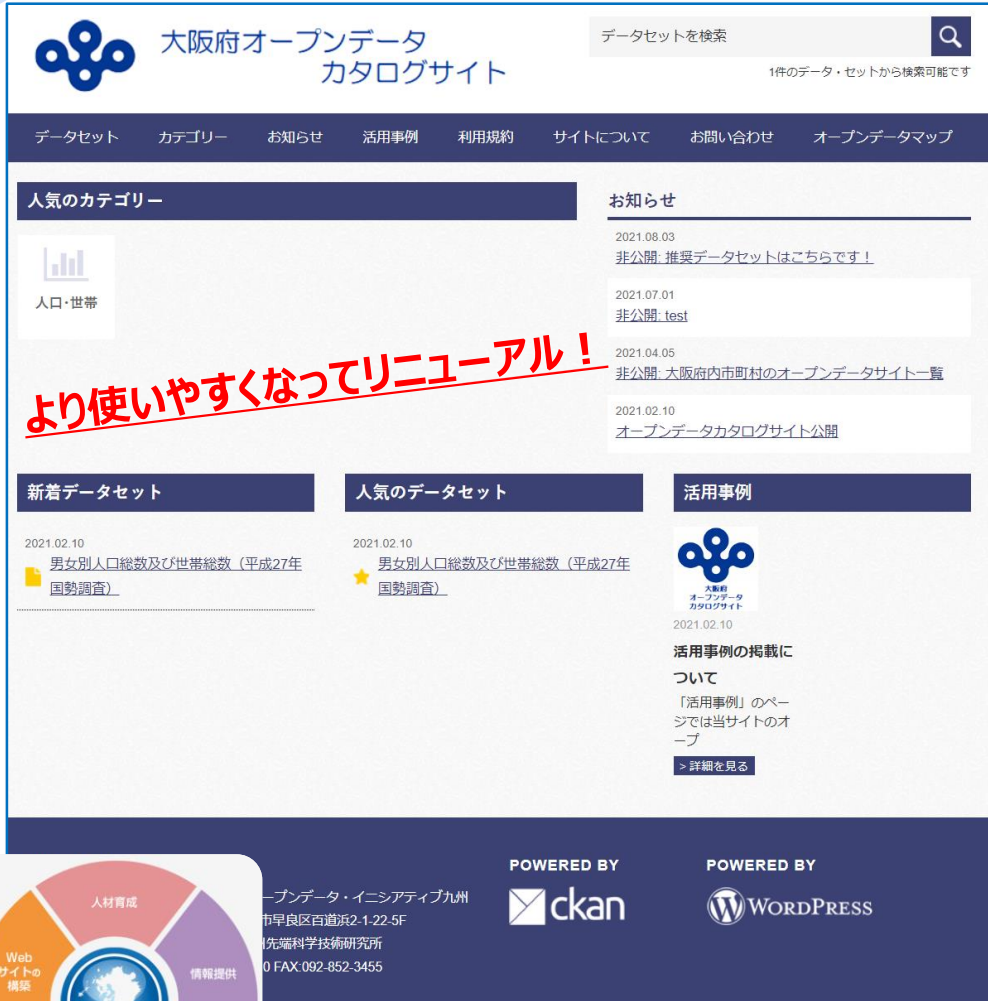 大阪府オープンデータ
カタログサイト
データセットを検索
1件のデータ・セットから検索可能です
データセット カテゴリー お知らせ 活用事例 利用規約 サイトについて お問い合わせ オープンデータマップ
人気のカテゴリー
人口・世帯
より使いやすくなってリニューアル！
お知らせ
2021.08.03
非公開: 推奨データセットはこちらです！
2021.07.01
非公開: test
2021.04.05
非公開: 大阪府内市町村のオープンデータサイト一覧
2021.02.10
オープンデータカタログサイト公開
新着データセット
2021.02.10
男女別人口総数及び世帯総数（平成27年
国勢調査）
人気のデータセット
2021.02.10
男女別人口総数及び世帯総数（平成27年
国勢調査）
活用事例
大阪府
オープンデータ
カタログサイト
2021.02.10
活用事例の掲載に
ついて
「活用事例」のペー
ジでは当サイトのオ
ープ
＞詳細を見る
人材育成
Web
サイトの
構築
情報提供
ープンデータ・イニシアティブ九州
市早良区百道浜2-1-22-5F
先端科学技術研究所
0 FAX:092-852-3455
POWERED BY
ckan
POWERED BY
WORDPRESS